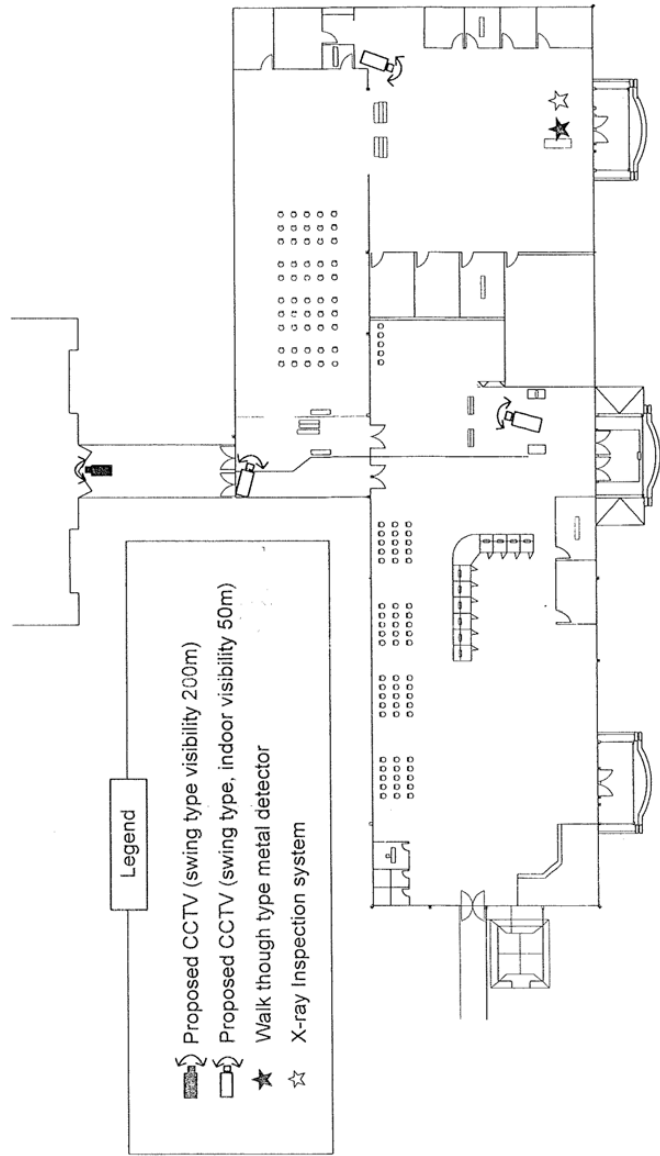 Legend
Proposed CCTV (swing type visibility 200m)
Proposed CCTV (swing type, indoor visibility 50m)
Walk though type metal detector
X-ray Inspection system